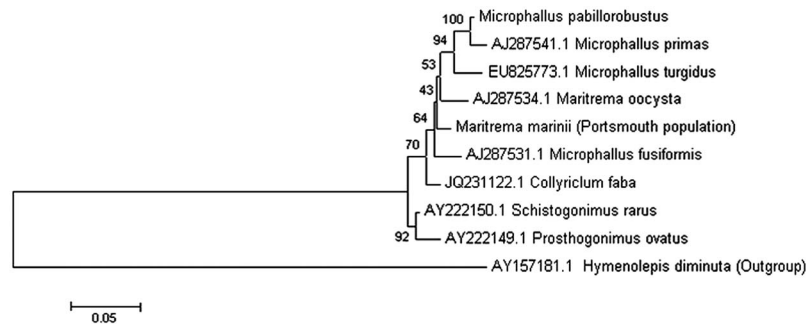 100
Microphallus pabillorobustus
94
AJ287541.1 Microphallus primas
53
EU825773.1 Microphallus turgidus
43
AJ287534.1 Maritrema oocysta
64
Maritrema marinii (Portsmouth population)
70
AJ287531.1 Microphallus fusiformis
JQ231122.1 Collyriclum faba
AY222150.1 Schistogonimus rarus
92
AY222149.1 Prosthogonimus ovatus
AY157181.1 Hymenolepis diminuta (Outgroup)
0.05